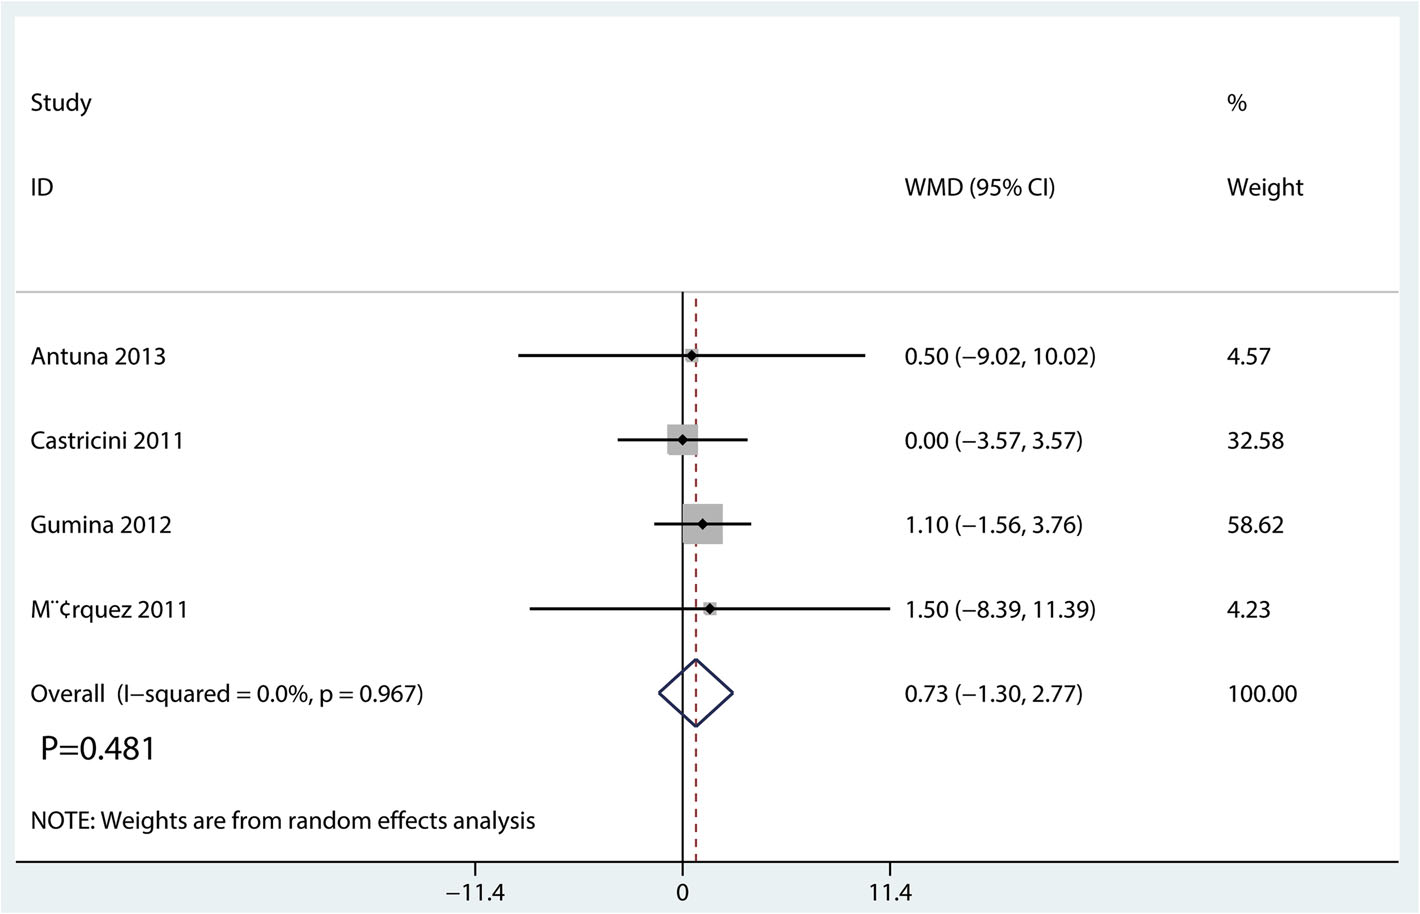 Study %
ID WMD (95% CI) Weight
Antuna 2013 0.50 (−9.02, 10.02) 4.57
Castricini 2011 0.00 (−3.57, 3.57) 32.58
Gumina 2012 1.10 (−1.56, 3.76) 58.62
M¨¢rquez 2011 1.50 (−8.39, 11.39) 4.23
Overall (I−squared = 0.0%, p = 0.967) 0.73 (−1.30, 2.77) 100.00
P=0.481
NOTE: Weights are from random effects analysis
−11.4 0 11.4